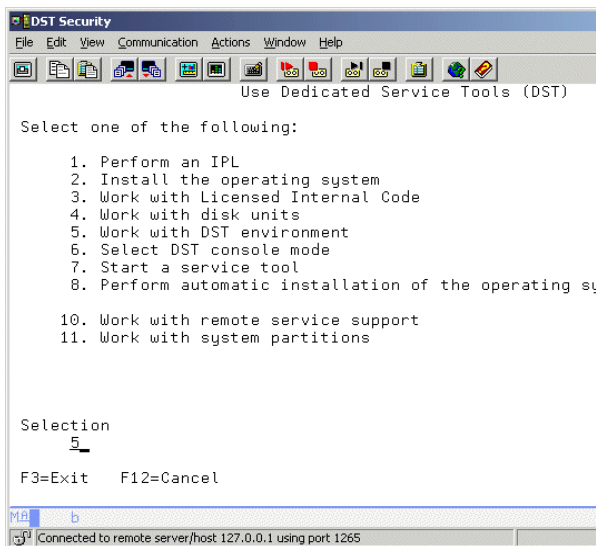 DST Security
File Edit View Communication Actions Window Help
Use Dedicated Service Tools (DST)
Select one of the following:
1. Perform an IPL
2. Install the operating system
3. Work with Licensed Internal Code
4. Work with disk units
5. Work with DST environment
6. Select DST console mode
7. Start a service tool
8. Perform automatic installation of the operating sy
10. Work with remote service support
11. Work with system partitions
Selection
5
F3=Exit F12=Cancel
MA b
Connected to remote server/host 127.0.0.1 using port 1265